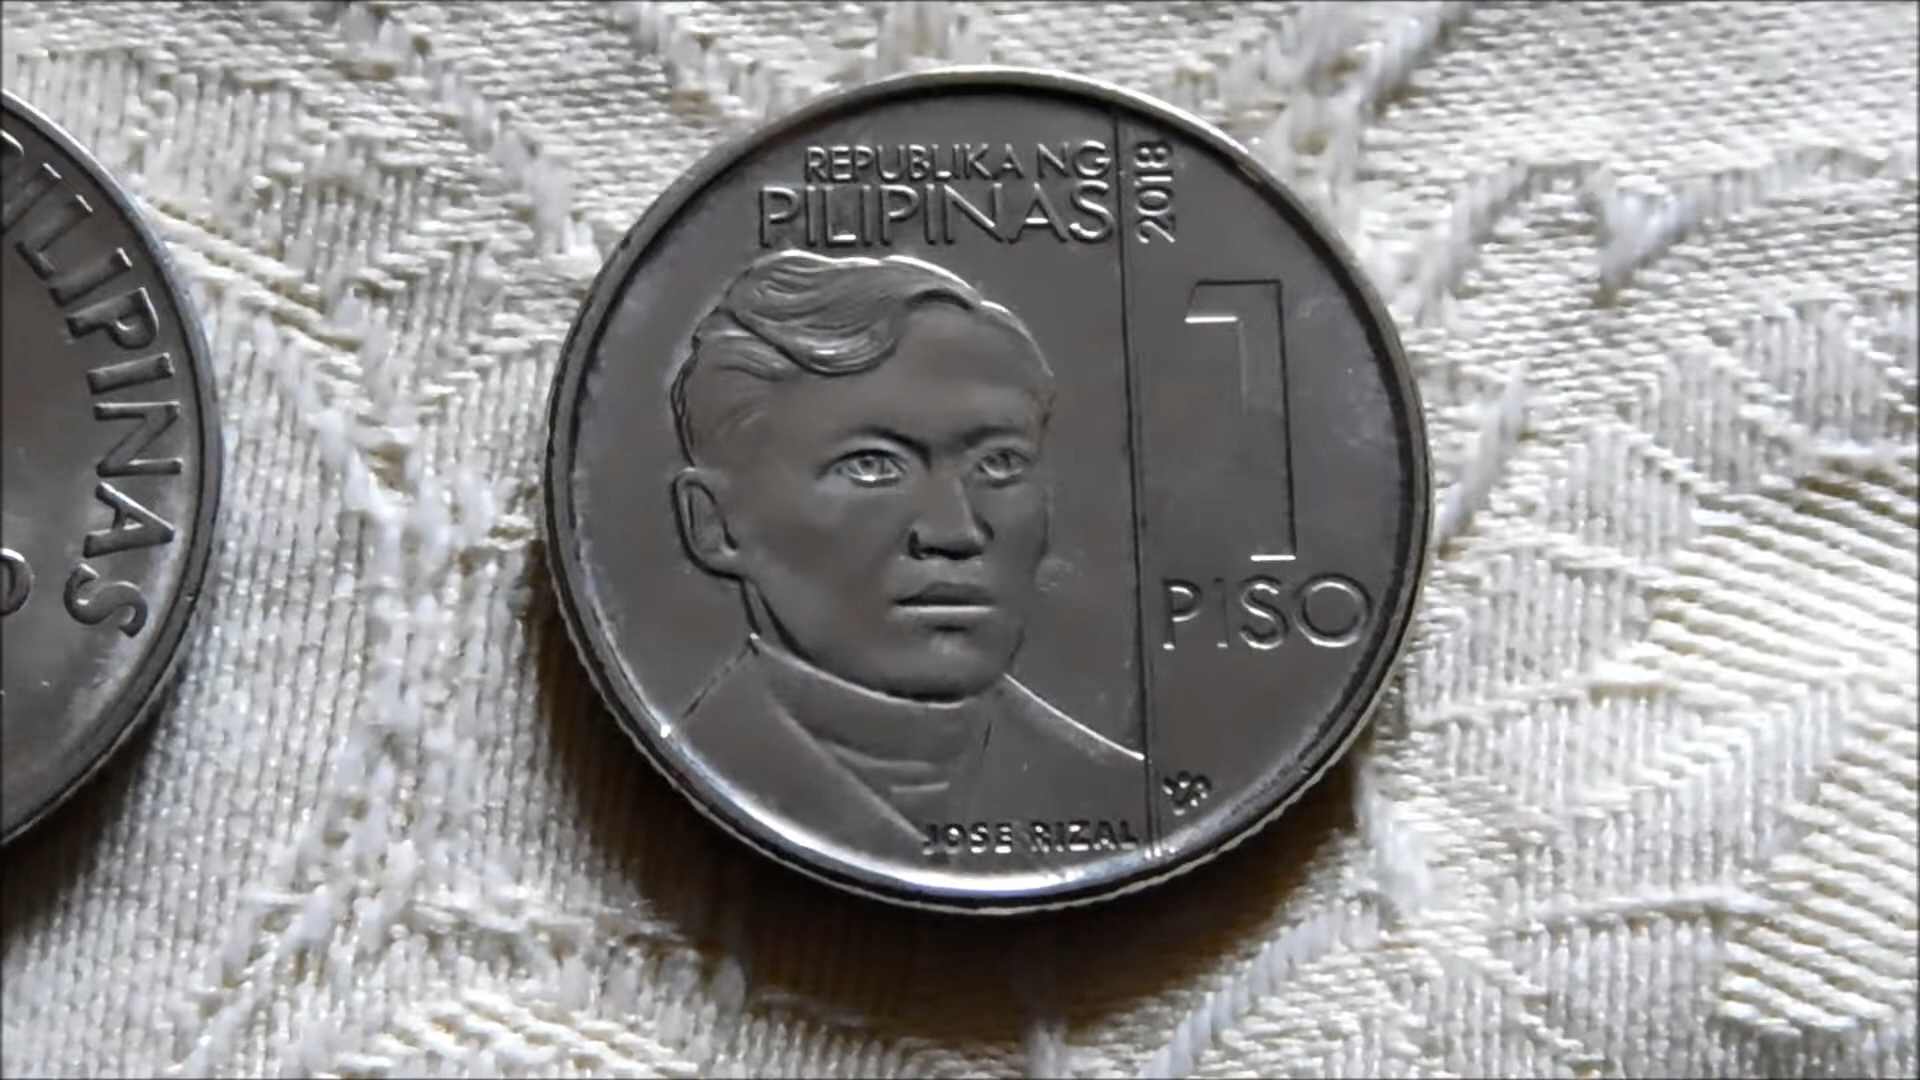 PILIPINAS
REPUBLIKA NG
PILIPINAS
2018
1
PISO
JOSE RIZAL